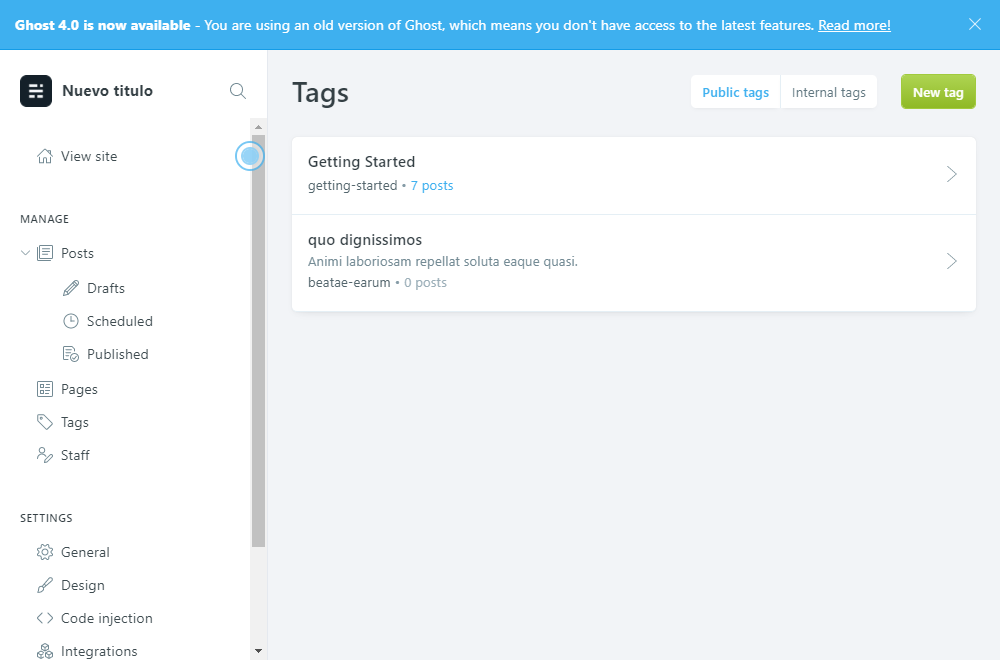 Ghost 4.0 is now available - You are using an old version of Ghost, which means you don't have access to the latest features. Read more!
Nuevo titulo
View site
MANAGE
Posts
Drafts
Scheduled
Published
Pages
Tags
Staff
SETTINGS
General
Design
Code injection
Integrations
Tags
Public tags
Internal tags
New tag
Getting Started
getting-started • 7 posts
quo dignissimos
Animi laboriosam repellat soluta eaque quasi.
beatae-earum • 0 posts